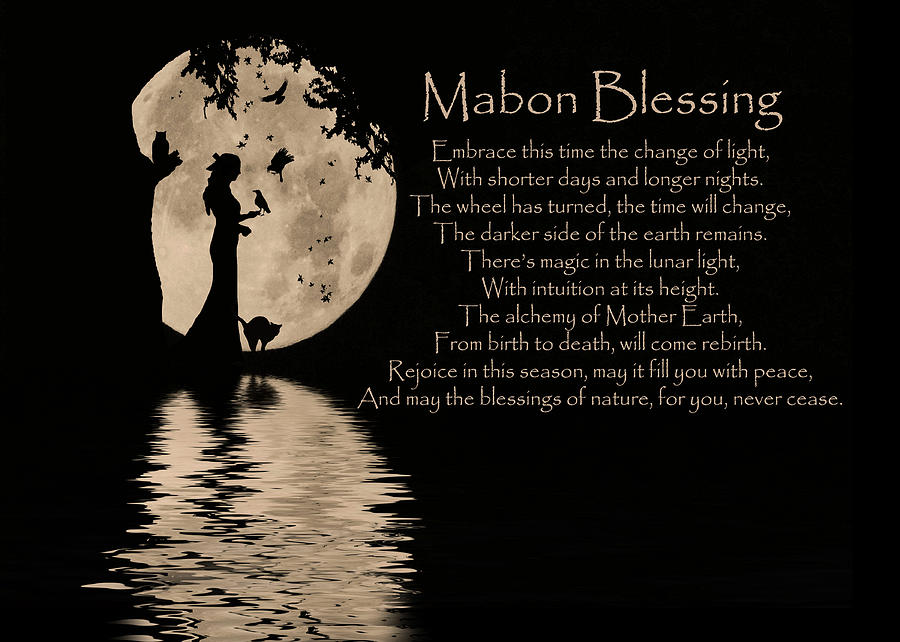 Mabon Blessing
Embrace this time the change of light,
With shorter days and longer nights.
The wheel has turned, the time will change,
The darker side of the earth remains.
There's magic in the lunar light,
With intuition at its height.
The alchemy of Mother Earth,
From birth to death, will come rebirth.
Rejoice in this season, may it fill you with peace,
And may the blessings of nature, for you, never cease.